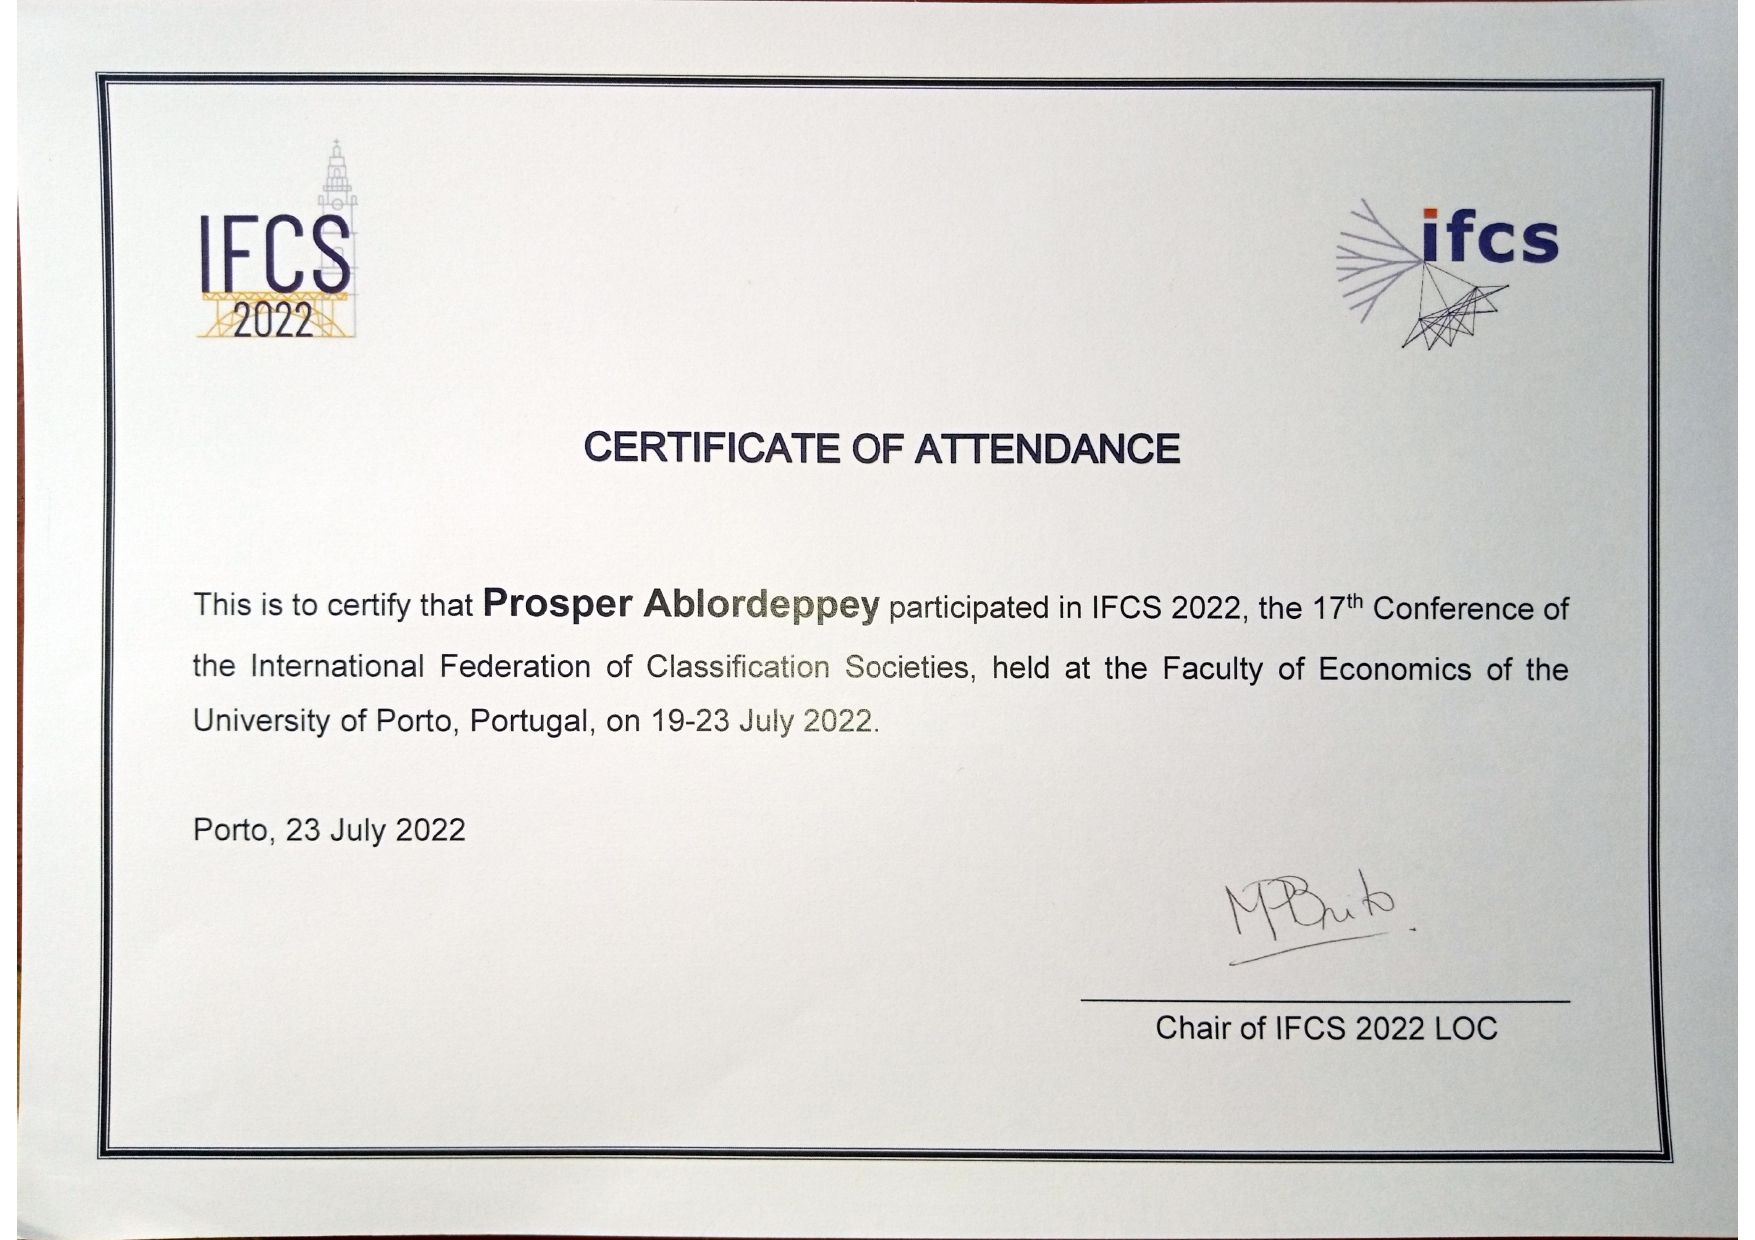 IFCS
2022
ifcs
CERTIFICATE OF ATTENDANCE
This is to certify that Prosper Ablordeppey participated in IFCS 2022, the 17th Conference of
the International Federation of Classification Societies, held at the Faculty of Economics of the
University of Porto, Portugal, on 19-23 July 2022.
Porto, 23 July 2022
MPBrito
Chair of IFCS 2022 LOC